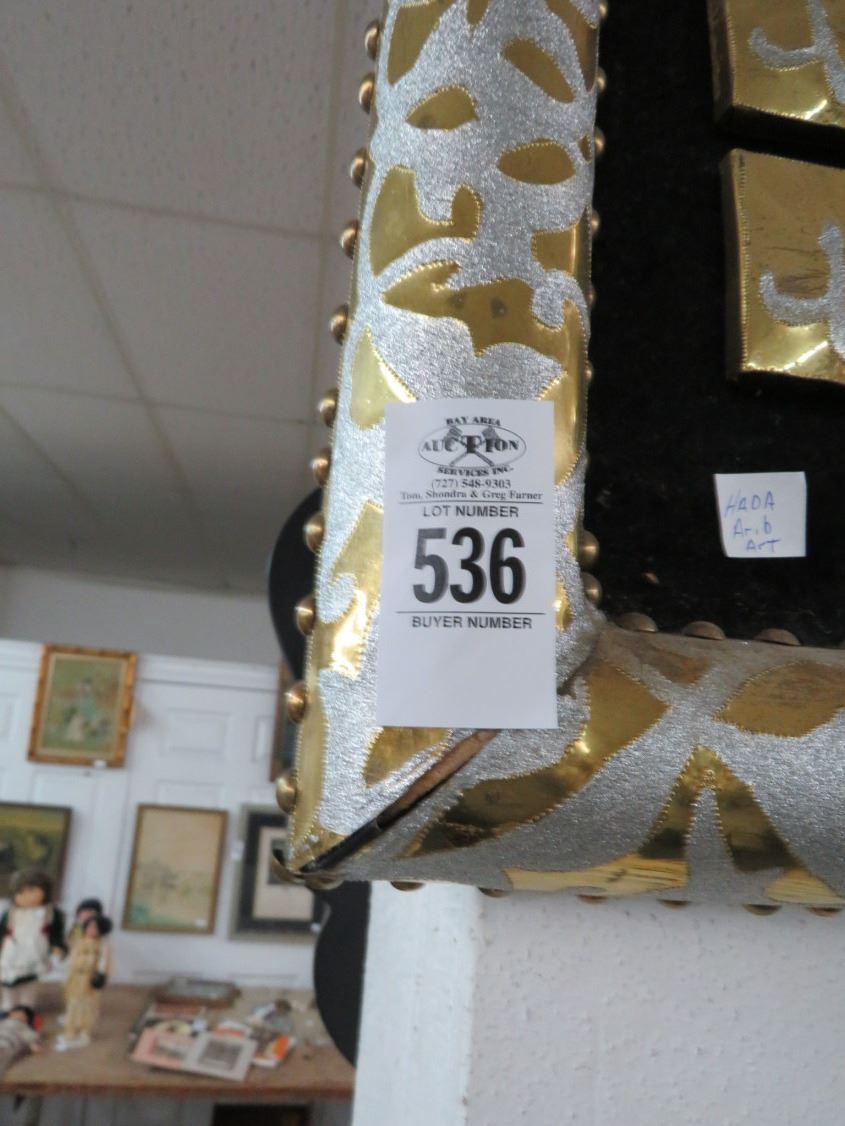 BAY AREA
AUCTION
SERVICES INC.
(727) 548-9303
Tom, Shondra & Greg Farner
LOT NUMBER
536
BUYER NUMBER
HADA
Arib
Art